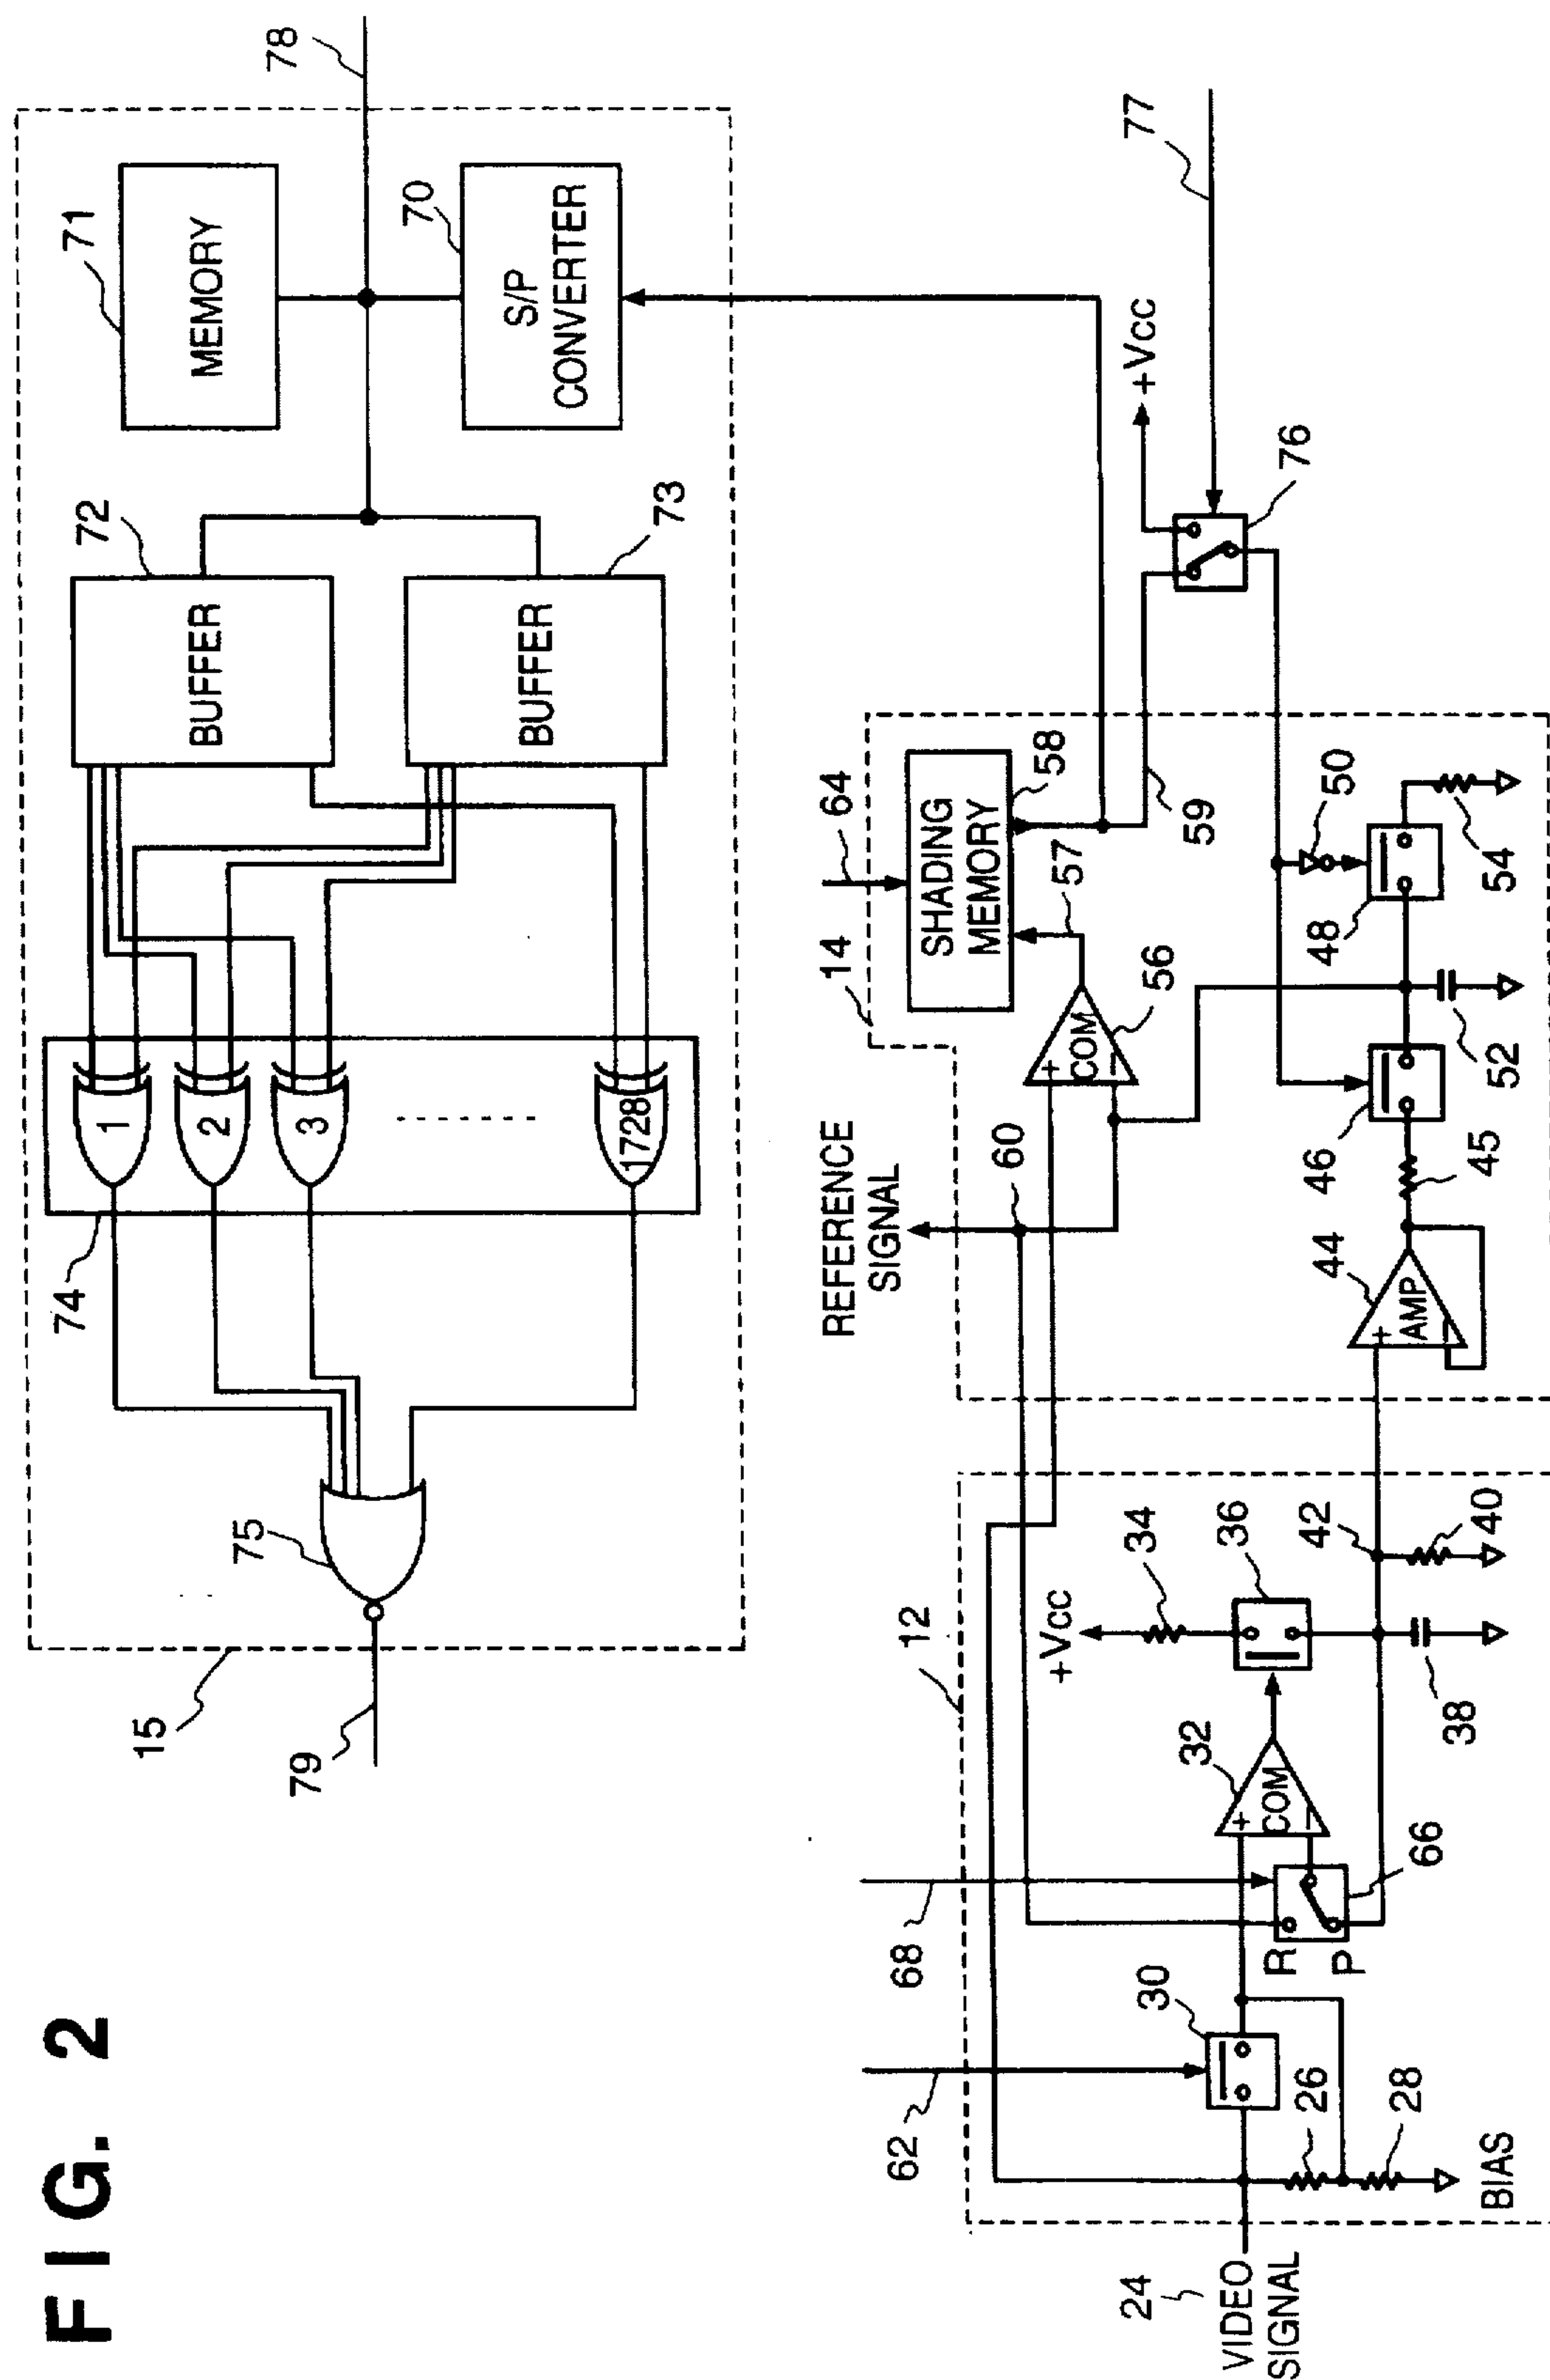 FIG. 2
15
79
75
74
1
2
3
1728
72
BUFFER
BUFFER
73
71
MEMORY
70
S/P
CONVERTER
78
REFERENCE
SIGNAL
60
14
64
SHADING
MEMORY
58
57
+
COM
−
56
59
+Vcc
76
77
44
+
AMP
−
45
46
52
48
50
54
12
62
68
30
R
P
66
32
+
COM
−
+Vcc
34
36
38
42
40
24
VIDEO
SIGNAL
26
28
BIAS